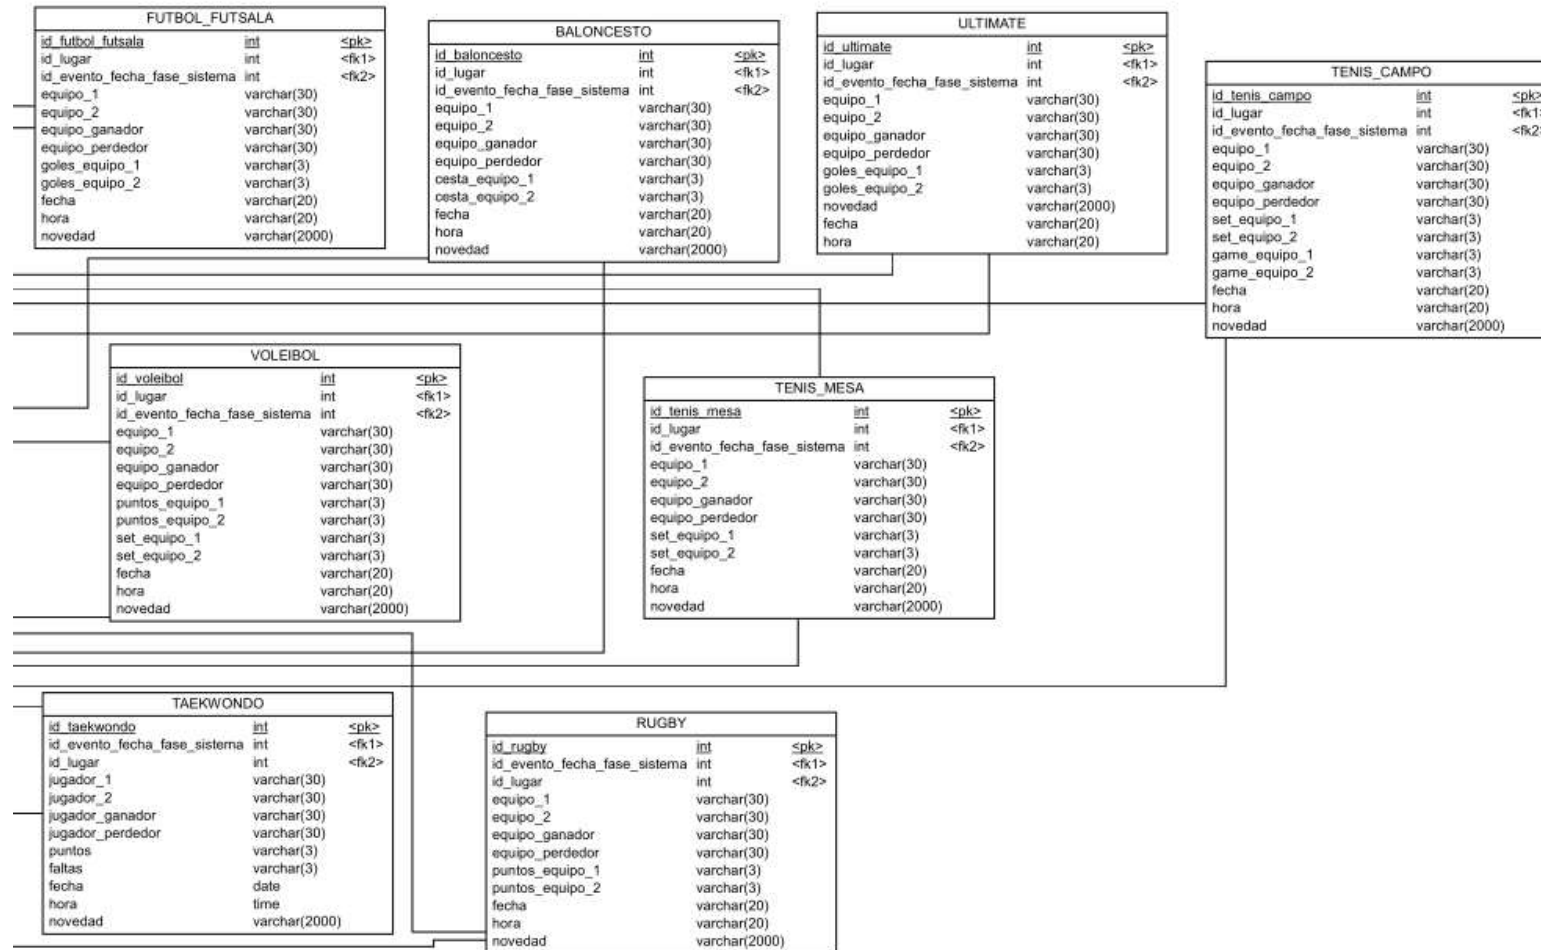 FUTBOL_FUTSALA
id_futbol_futsala int <pk>
id_lugar int <fk1>
id_evento_fecha_fase_sistema int <fk2>
equipo_1 varchar(30)
equipo_2 varchar(30)
equipo_ganador varchar(30)
equipo_perdedor varchar(30)
goles_equipo_1 varchar(3)
goles_equipo_2 varchar(3)
fecha varchar(20)
hora varchar(20)
novedad varchar(2000)
BALONCESTO
id_baloncesto int <pk>
id_lugar int <fk1>
id_evento_fecha_fase_sistema int <fk2>
equipo_1 varchar(30)
equipo_2 varchar(30)
equipo_ganador varchar(30)
equipo_perdedor varchar(30)
cesta_equipo_1 varchar(3)
cesta_equipo_2 varchar(3)
fecha varchar(20)
hora varchar(20)
novedad varchar(2000)
ULTIMATE
id_ultimate int <pk>
id_lugar int <fk1>
id_evento_fecha_fase_sistema int <fk2>
equipo_1 varchar(30)
equipo_2 varchar(30)
equipo_ganador varchar(30)
equipo_perdedor varchar(30)
goles_equipo_1 varchar(3)
goles_equipo_2 varchar(3)
novedad varchar(2000)
fecha varchar(20)
hora varchar(20)
TENIS_CAMPO
id_tenis_campo int <pk>
id_lugar int <fk1>
id_evento_fecha_fase_sistema int <fk2>
equipo_1 varchar(30)
equipo_2 varchar(30)
equipo_ganador varchar(30)
equipo_perdedor varchar(30)
set_equipo_1 varchar(3)
set_equipo_2 varchar(3)
game_equipo_1 varchar(3)
game_equipo_2 varchar(3)
fecha varchar(20)
hora varchar(20)
novedad varchar(2000)
VOLEIBOL
id_voleibol int <pk>
id_lugar int <fk1>
id_evento_fecha_fase_sistema int <fk2>
equipo_1 varchar(30)
equipo_2 varchar(30)
equipo_ganador varchar(30)
equipo_perdedor varchar(30)
puntos_equipo_1 varchar(3)
puntos_equipo_2 varchar(3)
set_equipo_1 varchar(3)
set_equipo_2 varchar(3)
fecha varchar(20)
hora varchar(20)
novedad varchar(2000)
TENIS_MESA
id_tenis_mesa int <pk>
id_lugar int <fk1>
id_evento_fecha_fase_sistema int <fk2>
equipo_1 varchar(30)
equipo_2 varchar(30)
equipo_ganador varchar(30)
equipo_perdedor varchar(30)
set_equipo_1 varchar(3)
set_equipo_2 varchar(3)
fecha varchar(20)
hora varchar(20)
novedad varchar(2000)
TAEKWONDO
id_taekwondo int <pk>
id_evento_fecha_fase_sistema int <fk1>
id_lugar int <fk2>
jugador_1 varchar(30)
jugador_2 varchar(30)
jugador_ganador varchar(30)
jugador_perdedor varchar(30)
puntos varchar(3)
faltas varchar(3)
fecha date
hora time
novedad varchar(2000)
RUGBY
id_rugby int <pk>
id_evento_fecha_fase_sistema int <fk1>
id_lugar int <fk2>
equipo_1 varchar(30)
equipo_2 varchar(30)
equipo_ganador varchar(30)
equipo_perdedor varchar(30)
puntos_equipo_1 varchar(3)
puntos_equipo_2 varchar(3)
fecha varchar(20)
hora varchar(20)
novedad varchar(2000)